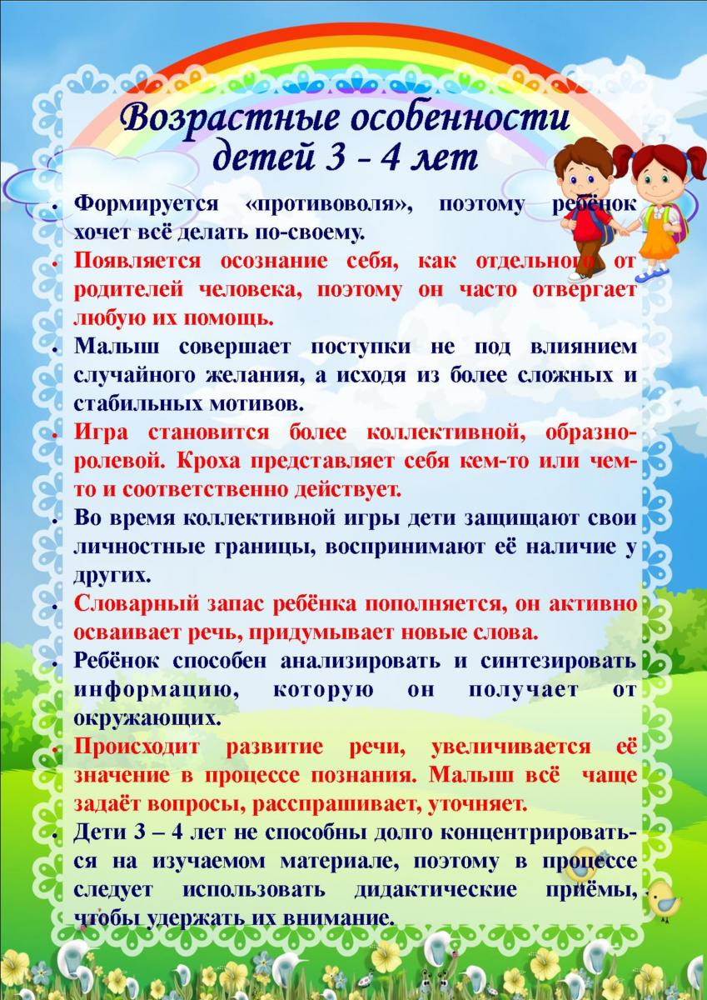 Возрастные особенности
детей 3 - 4 лет
• Формируется «противоволя», поэтому ребёнок
хочет всё делать по-своему.
• Появляется осознание себя, как отдельного от
родителей человека, поэтому он часто отвергает
любую их помощь.
• Малыш совершает поступки не под влиянием
случайного желания, а исходя из более сложных и
стабильных мотивов.
• Игра становится более коллективной, образно-
ролевой. Кроха представляет себя кем-то или чем-
то и соответственно действует.
• Во время коллективной игры дети защищают свои
личностные границы, воспринимают её наличие у
других.
• Словарный запас ребёнка пополняется, он активно
осваивает речь, придумывает новые слова.
• Ребёнок способен анализировать и синтезировать
информацию, которую он получает от
окружающих.
• Происходит развитие речи, увеличивается её
значение в процессе познания. Малыш всё чаще
задаёт вопросы, расспрашивает, уточняет.
• Дети 3 – 4 лет не способны долго концентрировать-
ся на изучаемом материале, поэтому в процессе
следует использовать дидактические приёмы,
чтобы удержать их внимание.